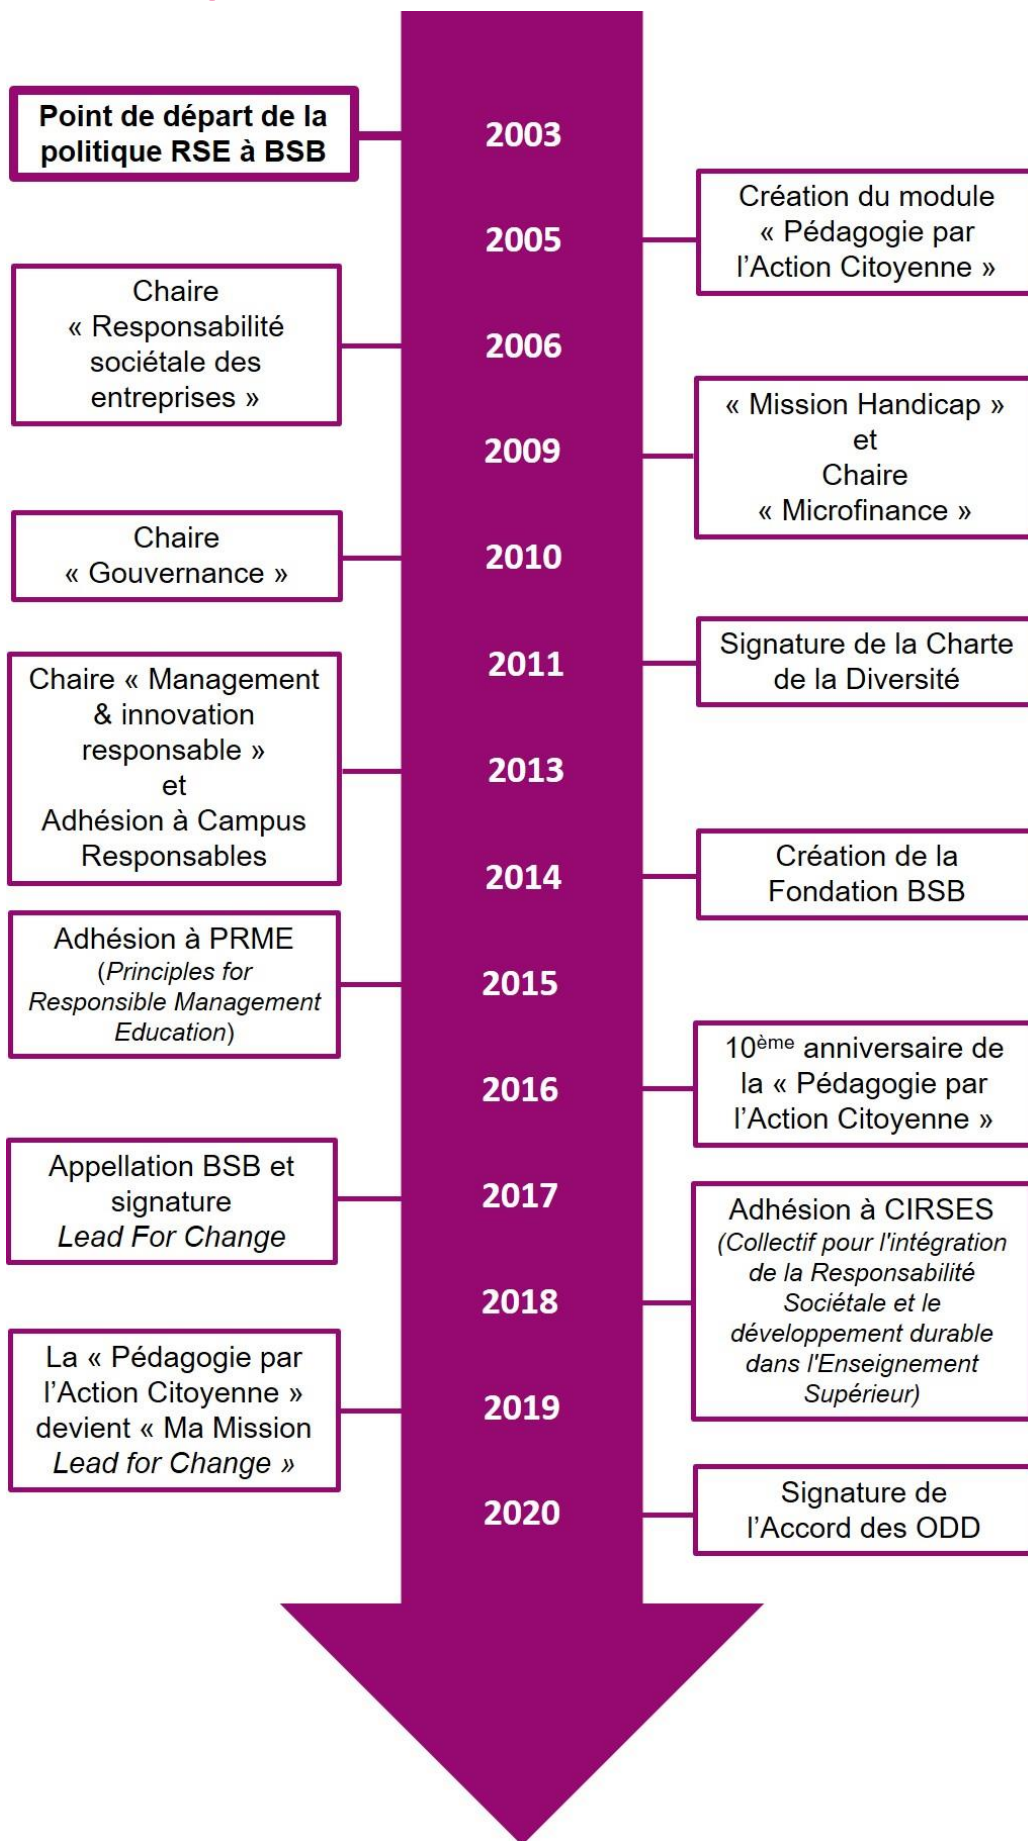 Point de départ de la
politique RSE à BSB
2003
2005
Création du module
« Pédagogie par
l'Action Citoyenne »
Chaire
« Responsabilité
sociétale des
entreprises »
2006
2009
« Mission Handicap »
et
Chaire
« Microfinance »
Chaire
« Gouvernance »
2010
2011
Signature de la Charte
de la Diversité
Chaire « Management
& innovation
responsable »
et
Adhésion à Campus
Responsables
2013
2014
Création de la
Fondation BSB
Adhésion à PRME
(Principles for
Responsible Management
Education)
2015
2016
10ème anniversaire de
la « Pédagogie par
l'Action Citoyenne »
Appellation BSB et
signature
Lead For Change
2017
2018
Adhésion à CIRSES
(Collectif pour l'intégration
de la Responsabilité
Sociétale et le
développement durable
dans l'Enseignement
Supérieur)
La « Pédagogie par
l'Action Citoyenne »
devient « Ma Mission
Lead for Change »
2019
2020
Signature de
l'Accord des ODD